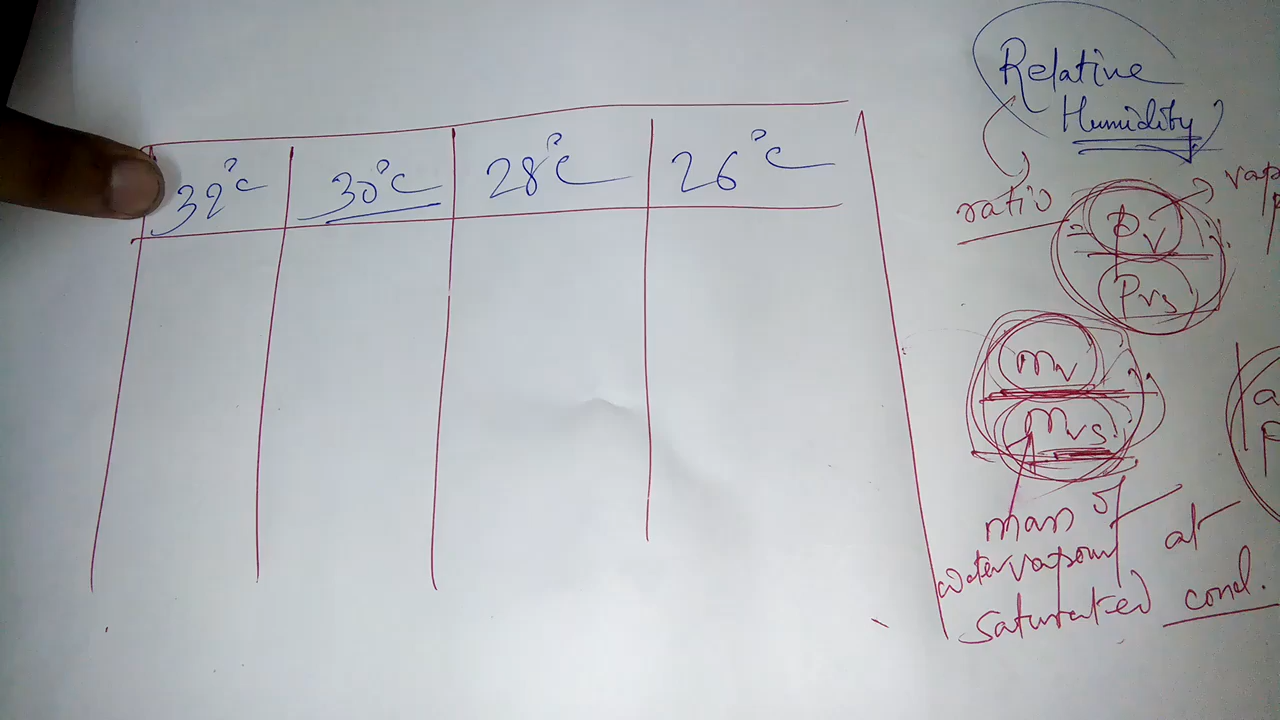 32°C 30°C 28°C 26°C
Relative
Humidity
ratio
Pv
Pvs
mv
mvs
mass of
water vapour at
saturated cond.